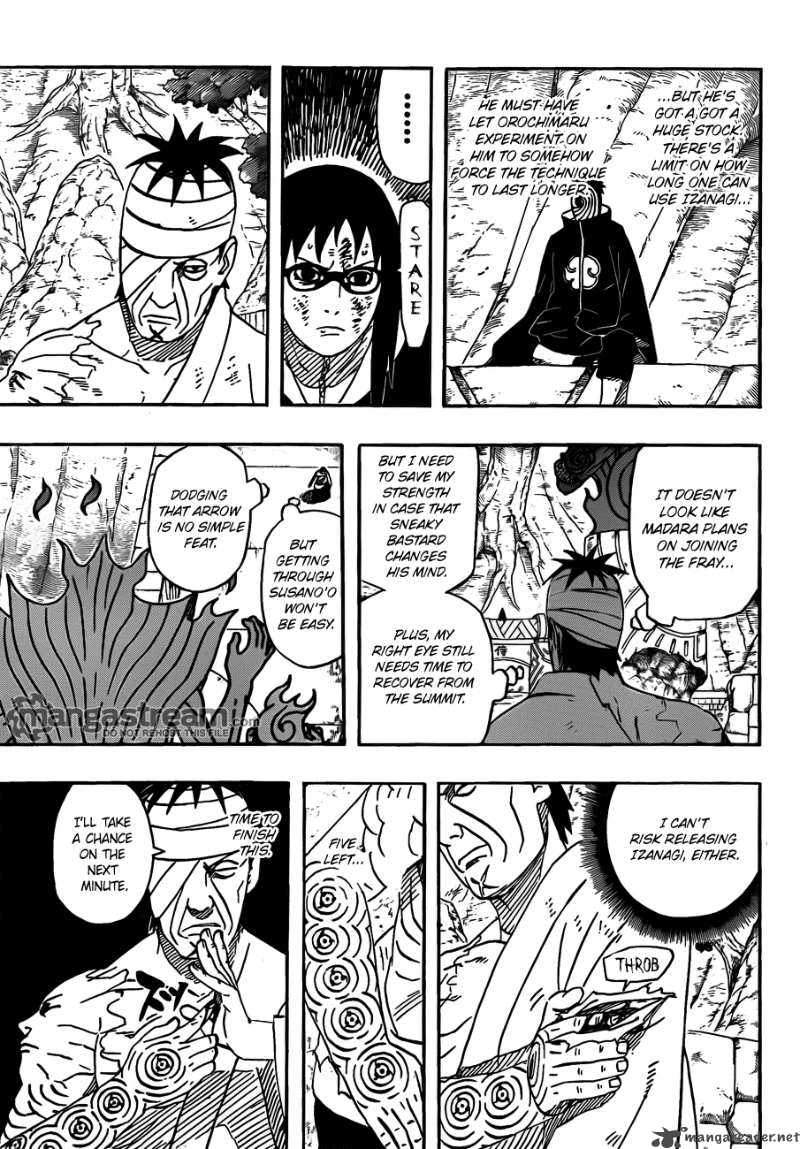 ...BUT HE'S
GOT A GOT A
HUGE STOCK.
THERE'S A
LIMIT ON HOW
LONG ONE CAN
USE IZANAGI...
HE MUST HAVE
LET OROCHIMARU
EXPERIMENT ON
HIM TO SOMEHOW
FORCE THE TECHNIQUE
TO LAST LONGER.
.......
STARE
IT DOESN'T
LOOK LIKE
MADARA PLANS
ON JOINING
THE FRAY...
BUT I NEED
TO SAVE MY
STRENGTH
IN CASE THAT
SNEAKY
BASTARD
CHANGES
HIS MIND.
PLUS, MY
RIGHT EYE STILL
NEEDS TIME TO
RECOVER FROM
THE SUMMIT.
DODGING
THAT ARROW
IS NO SIMPLE
FEAT.
BUT
GETTING
THROUGH
SUSANO'O
WON'T
BE EASY.
mangastream.com
DO NOT REHOST THIS FILE
I CAN'T
RISK RELEASING
IZANAGI, EITHER.
THROB
FIVE
LEFT...
TIME TO
FINISH
THIS.
I'LL TAKE
A CHANCE
ON THE
NEXT
MINUTE.
mangareader.net